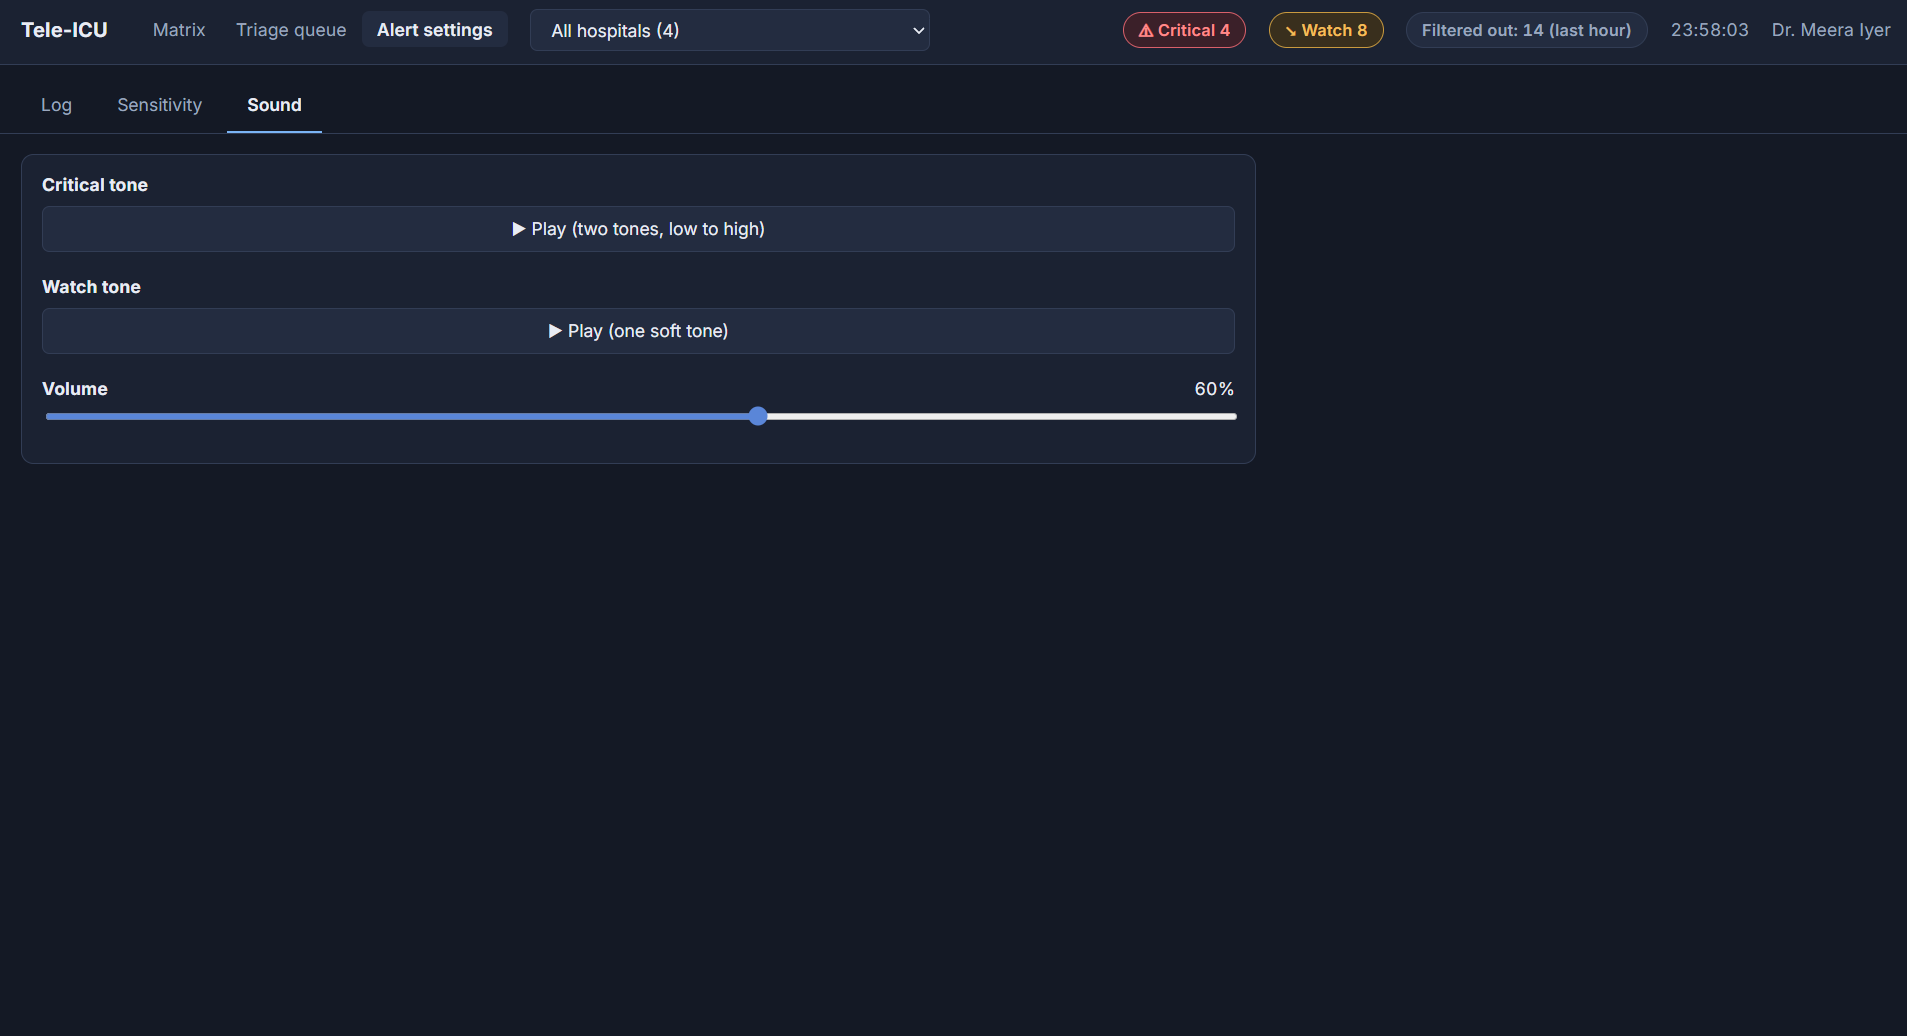 Tele-ICU Matrix Triage queue Alert settings All hospitals (4) ⚠ Critical 4 ↘ Watch 8 Filtered out: 14 (last hour) 23:58:03 Dr. Meera Iyer
Log Sensitivity Sound
Critical tone
▶ Play (two tones, low to high)
Watch tone
▶ Play (one soft tone)
Volume 60%